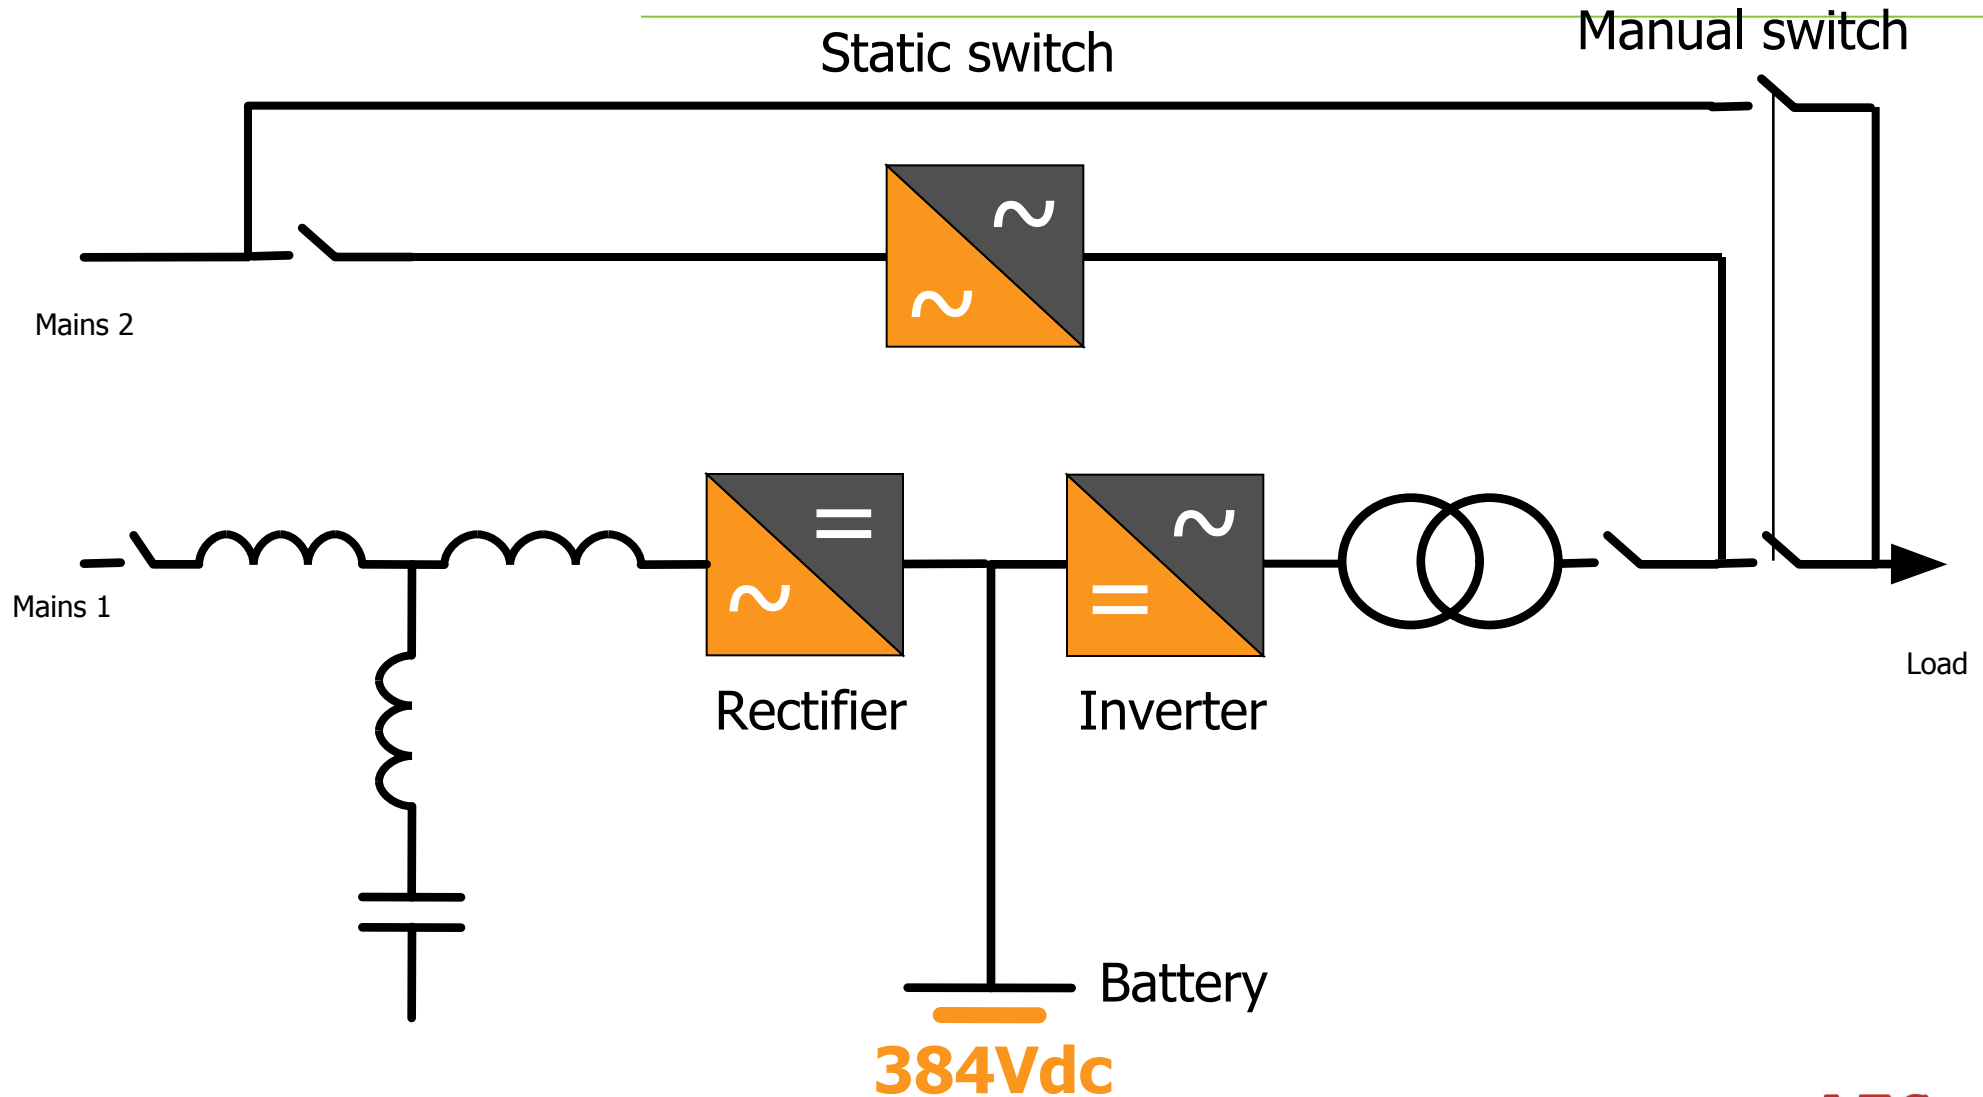 Manual switch
Static switch
Mains 2
Mains 1
Rectifier
Inverter
Load
Battery
384Vdc